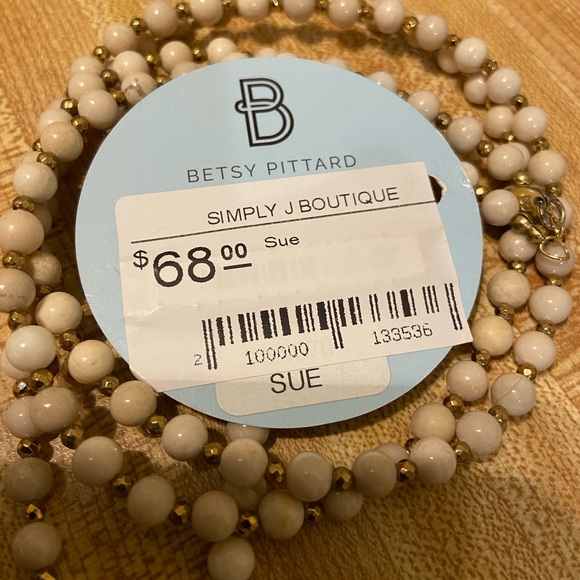 B
BETSY PITTARD
SIMPLY J BOUTIQUE
$68.00 Sue
2 100000 133536
SUE